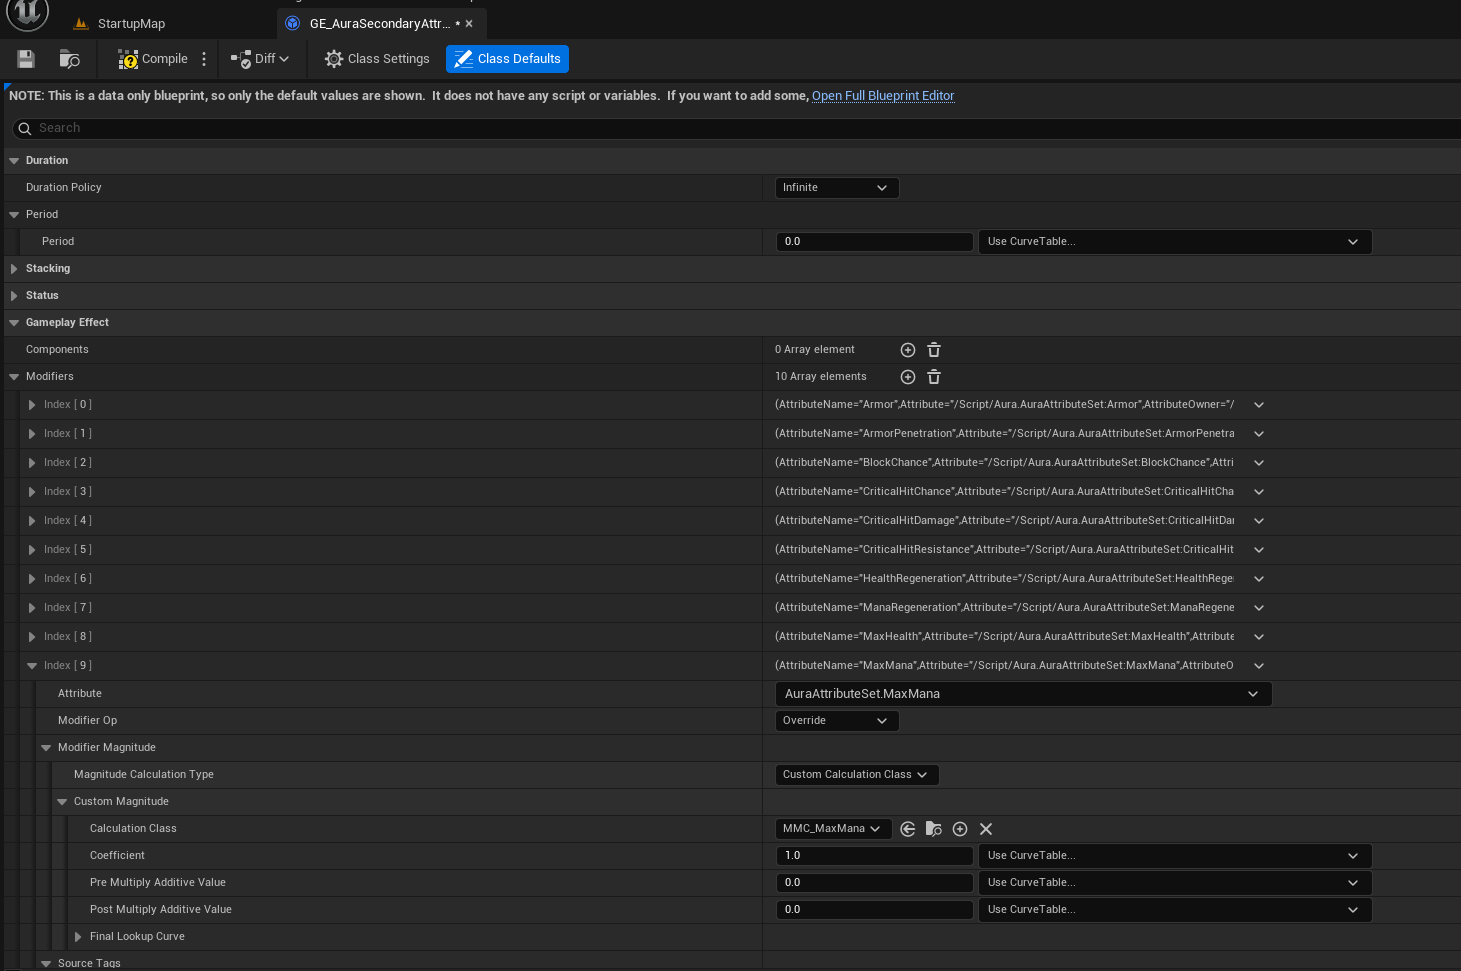 StartupMap
GE_AuraSecondaryAttr... *
Compile
Diff
Class Settings
Class Defaults
NOTE: This is a data only blueprint, so only the default values are shown.  It does not have any script or variables.  If you want to add some, Open Full Blueprint Editor
Search
Duration
Duration Policy
Infinite
Period
Period
0.0
Use CurveTable...
Stacking
Status
Gameplay Effect
Components
0 Array element
Modifiers
10 Array elements
Index [ 0 ]
(AttributeName="Armor",Attribute="/Script/Aura.AuraAttributeSet:Armor",AttributeOwner="/
Index [ 1 ]
(AttributeName="ArmorPenetration",Attribute="/Script/Aura.AuraAttributeSet:ArmorPenetra
Index [ 2 ]
(AttributeName="BlockChance",Attribute="/Script/Aura.AuraAttributeSet:BlockChance",Attri
Index [ 3 ]
(AttributeName="CriticalHitChance",Attribute="/Script/Aura.AuraAttributeSet:CriticalHitCha
Index [ 4 ]
(AttributeName="CriticalHitDamage",Attribute="/Script/Aura.AuraAttributeSet:CriticalHitDar
Index [ 5 ]
(AttributeName="CriticalHitResistance",Attribute="/Script/Aura.AuraAttributeSet:CriticalHit
Index [ 6 ]
(AttributeName="HealthRegeneration",Attribute="/Script/Aura.AuraAttributeSet:HealthRege
Index [ 7 ]
(AttributeName="ManaRegeneration",Attribute="/Script/Aura.AuraAttributeSet:ManaRegene
Index [ 8 ]
(AttributeName="MaxHealth",Attribute="/Script/Aura.AuraAttributeSet:MaxHealth",Attribute
Index [ 9 ]
(AttributeName="MaxMana",Attribute="/Script/Aura.AuraAttributeSet:MaxMana",AttributeO
Attribute
AuraAttributeSet.MaxMana
Modifier Op
Override
Modifier Magnitude
Magnitude Calculation Type
Custom Calculation Class
Custom Magnitude
Calculation Class
MMC_MaxMana
Coefficient
1.0
Use CurveTable...
Pre Multiply Additive Value
0.0
Use CurveTable...
Post Multiply Additive Value
0.0
Use CurveTable...
Final Lookup Curve
Source Tags